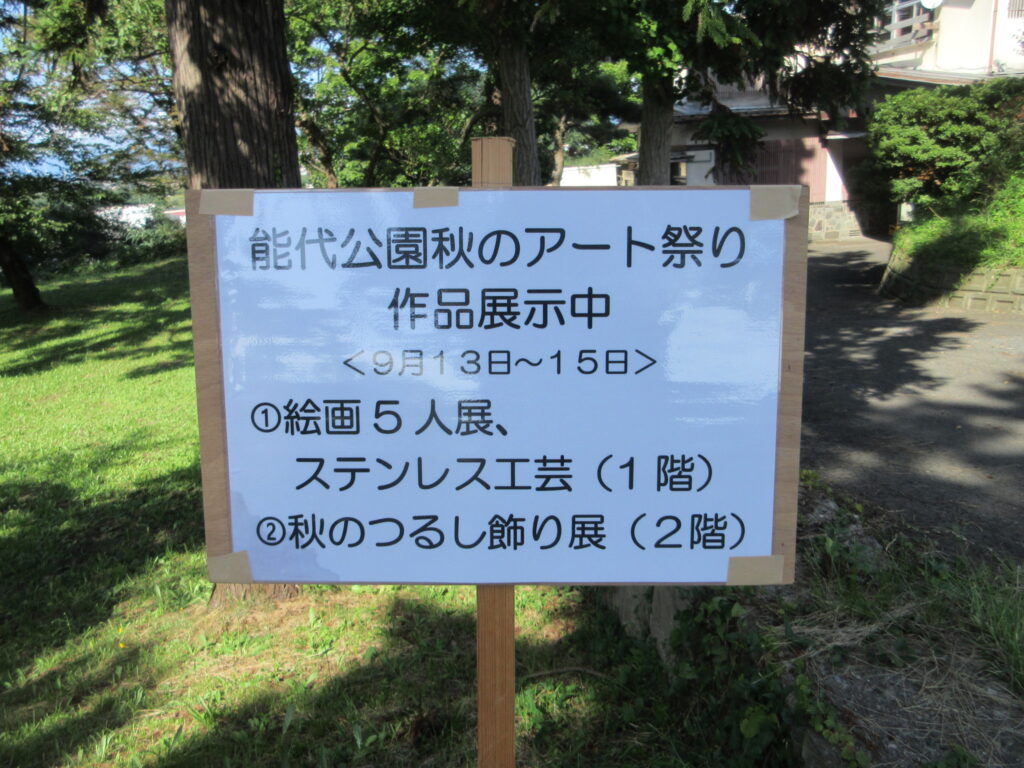 能代公園秋のアート祭り
作品展示中
<９月１３日～１５日>
①絵画５人展、
ステンレス工芸（１階）
②秋のつるし飾り展（２階）